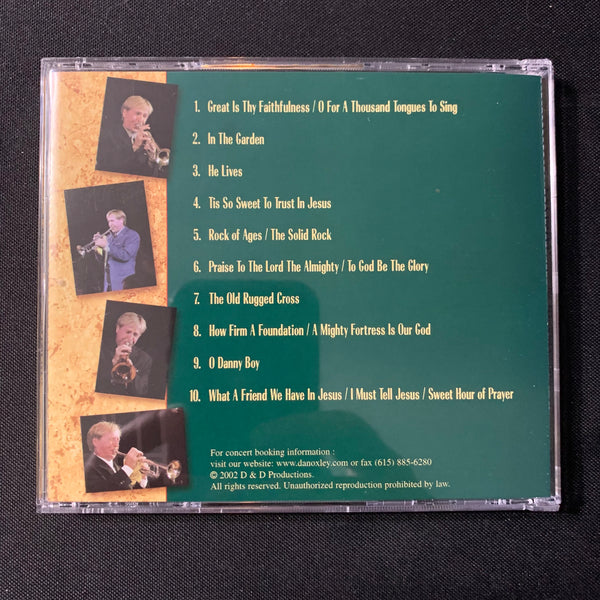 1. Great Is Thy Faithfulness / O For A Thousand Tongues To Sing
2. In The Garden
3. He Lives
4. Tis So Sweet To Trust In Jesus
5. Rock of Ages / The Solid Rock
6. Praise To The Lord The Almighty / To God Be The Glory
7. The Old Rugged Cross
8. How Firm A Foundation / A Mighty Fortress Is Our God
9. O Danny Boy
10. What A Friend We Have In Jesus / I Must Tell Jesus / Sweet Hour of Prayer
For concert booking information :
visit our website: www.danoxley.com or fax (615) 885-6280
© 2002 D & D Productions.
All rights reserved. Unauthorized reproduction prohibited by law.